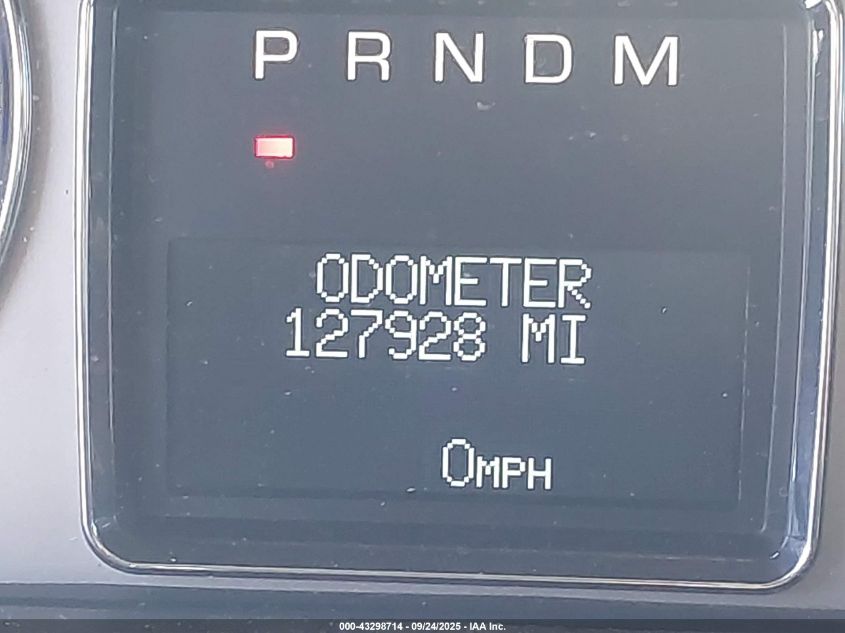 P R N D M
ODOMETER
127928 MI
0MPH
000-43298714 - 09/24/2025 - IAA Inc.